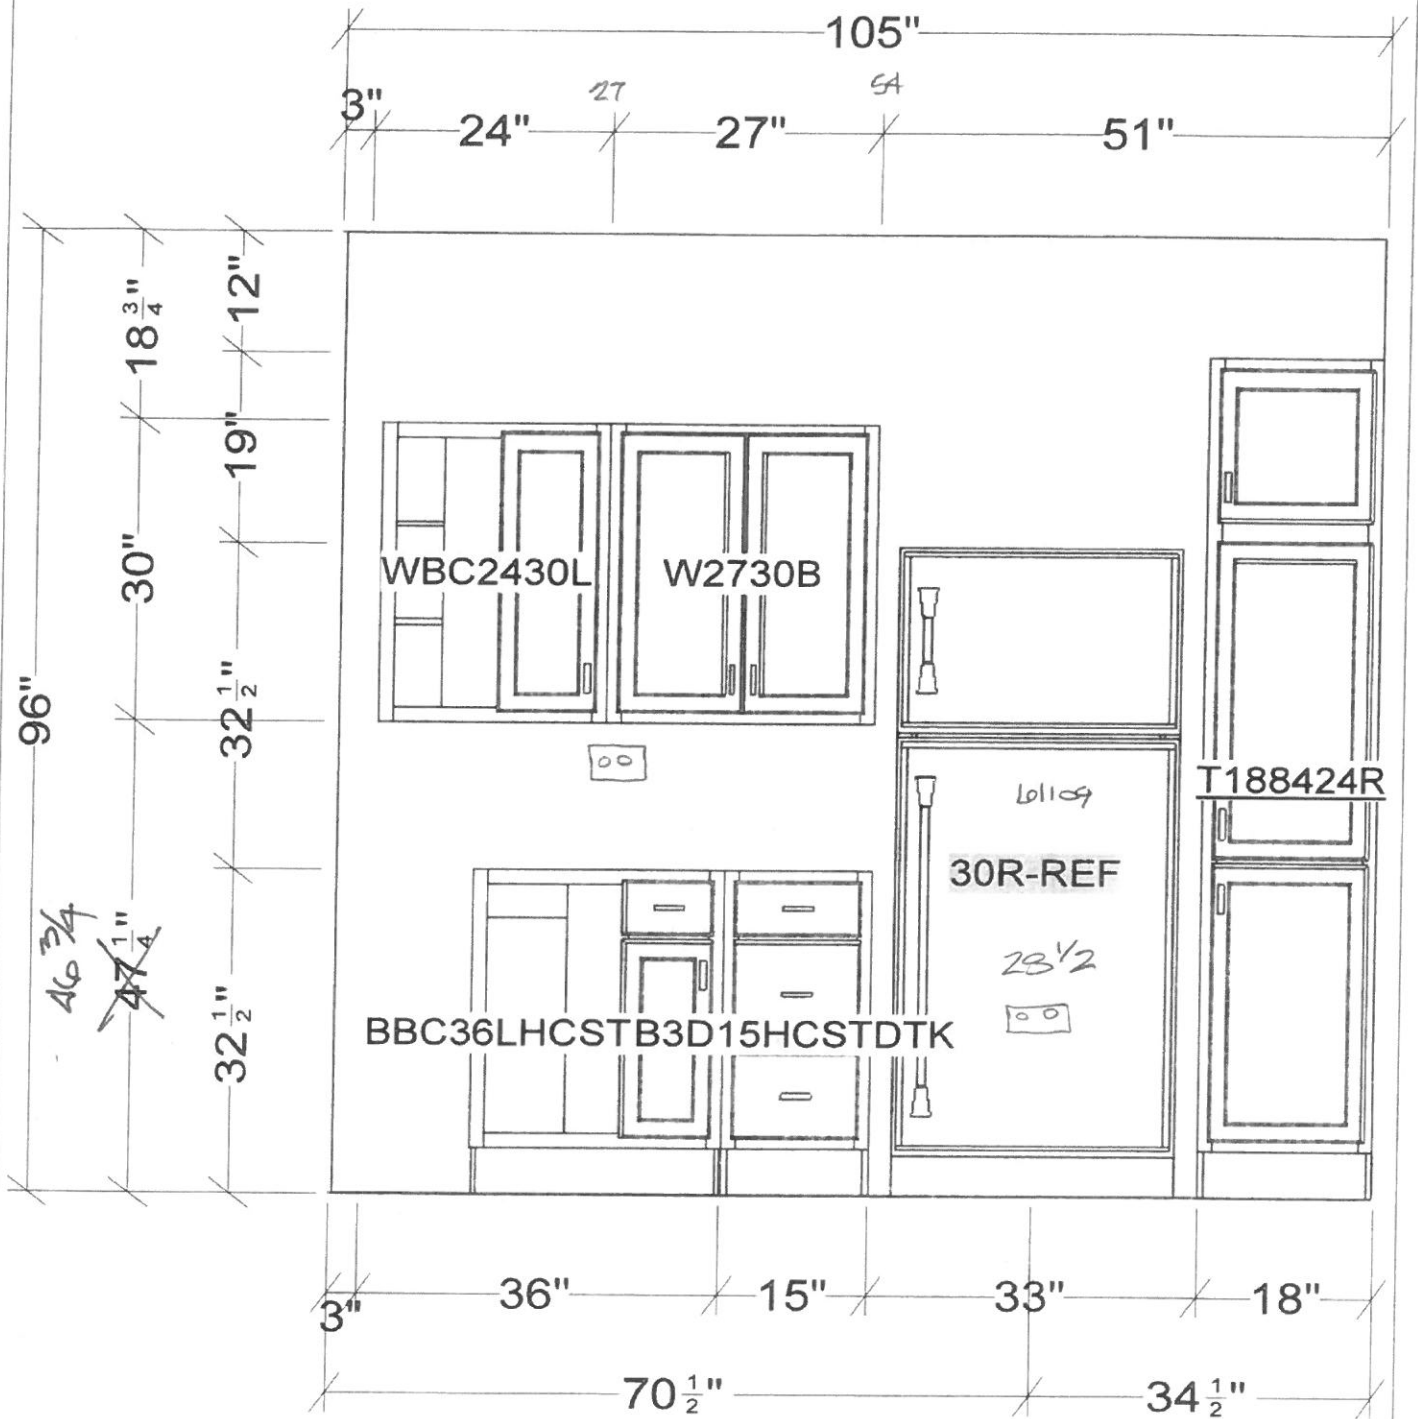 105"
27 54
3" 24" 27" 51"
12"
18 3/4"
19"
30"
WBC2430L W2730B
32 1/2"
96"
T188424R
30R-REF
46 3/4
47 1/4"
28 1/2
32 1/2"
BBC36LHCSTB3D15HCSTDTK
3" 36" 15" 33" 18"
70 1/2" 34 1/2"